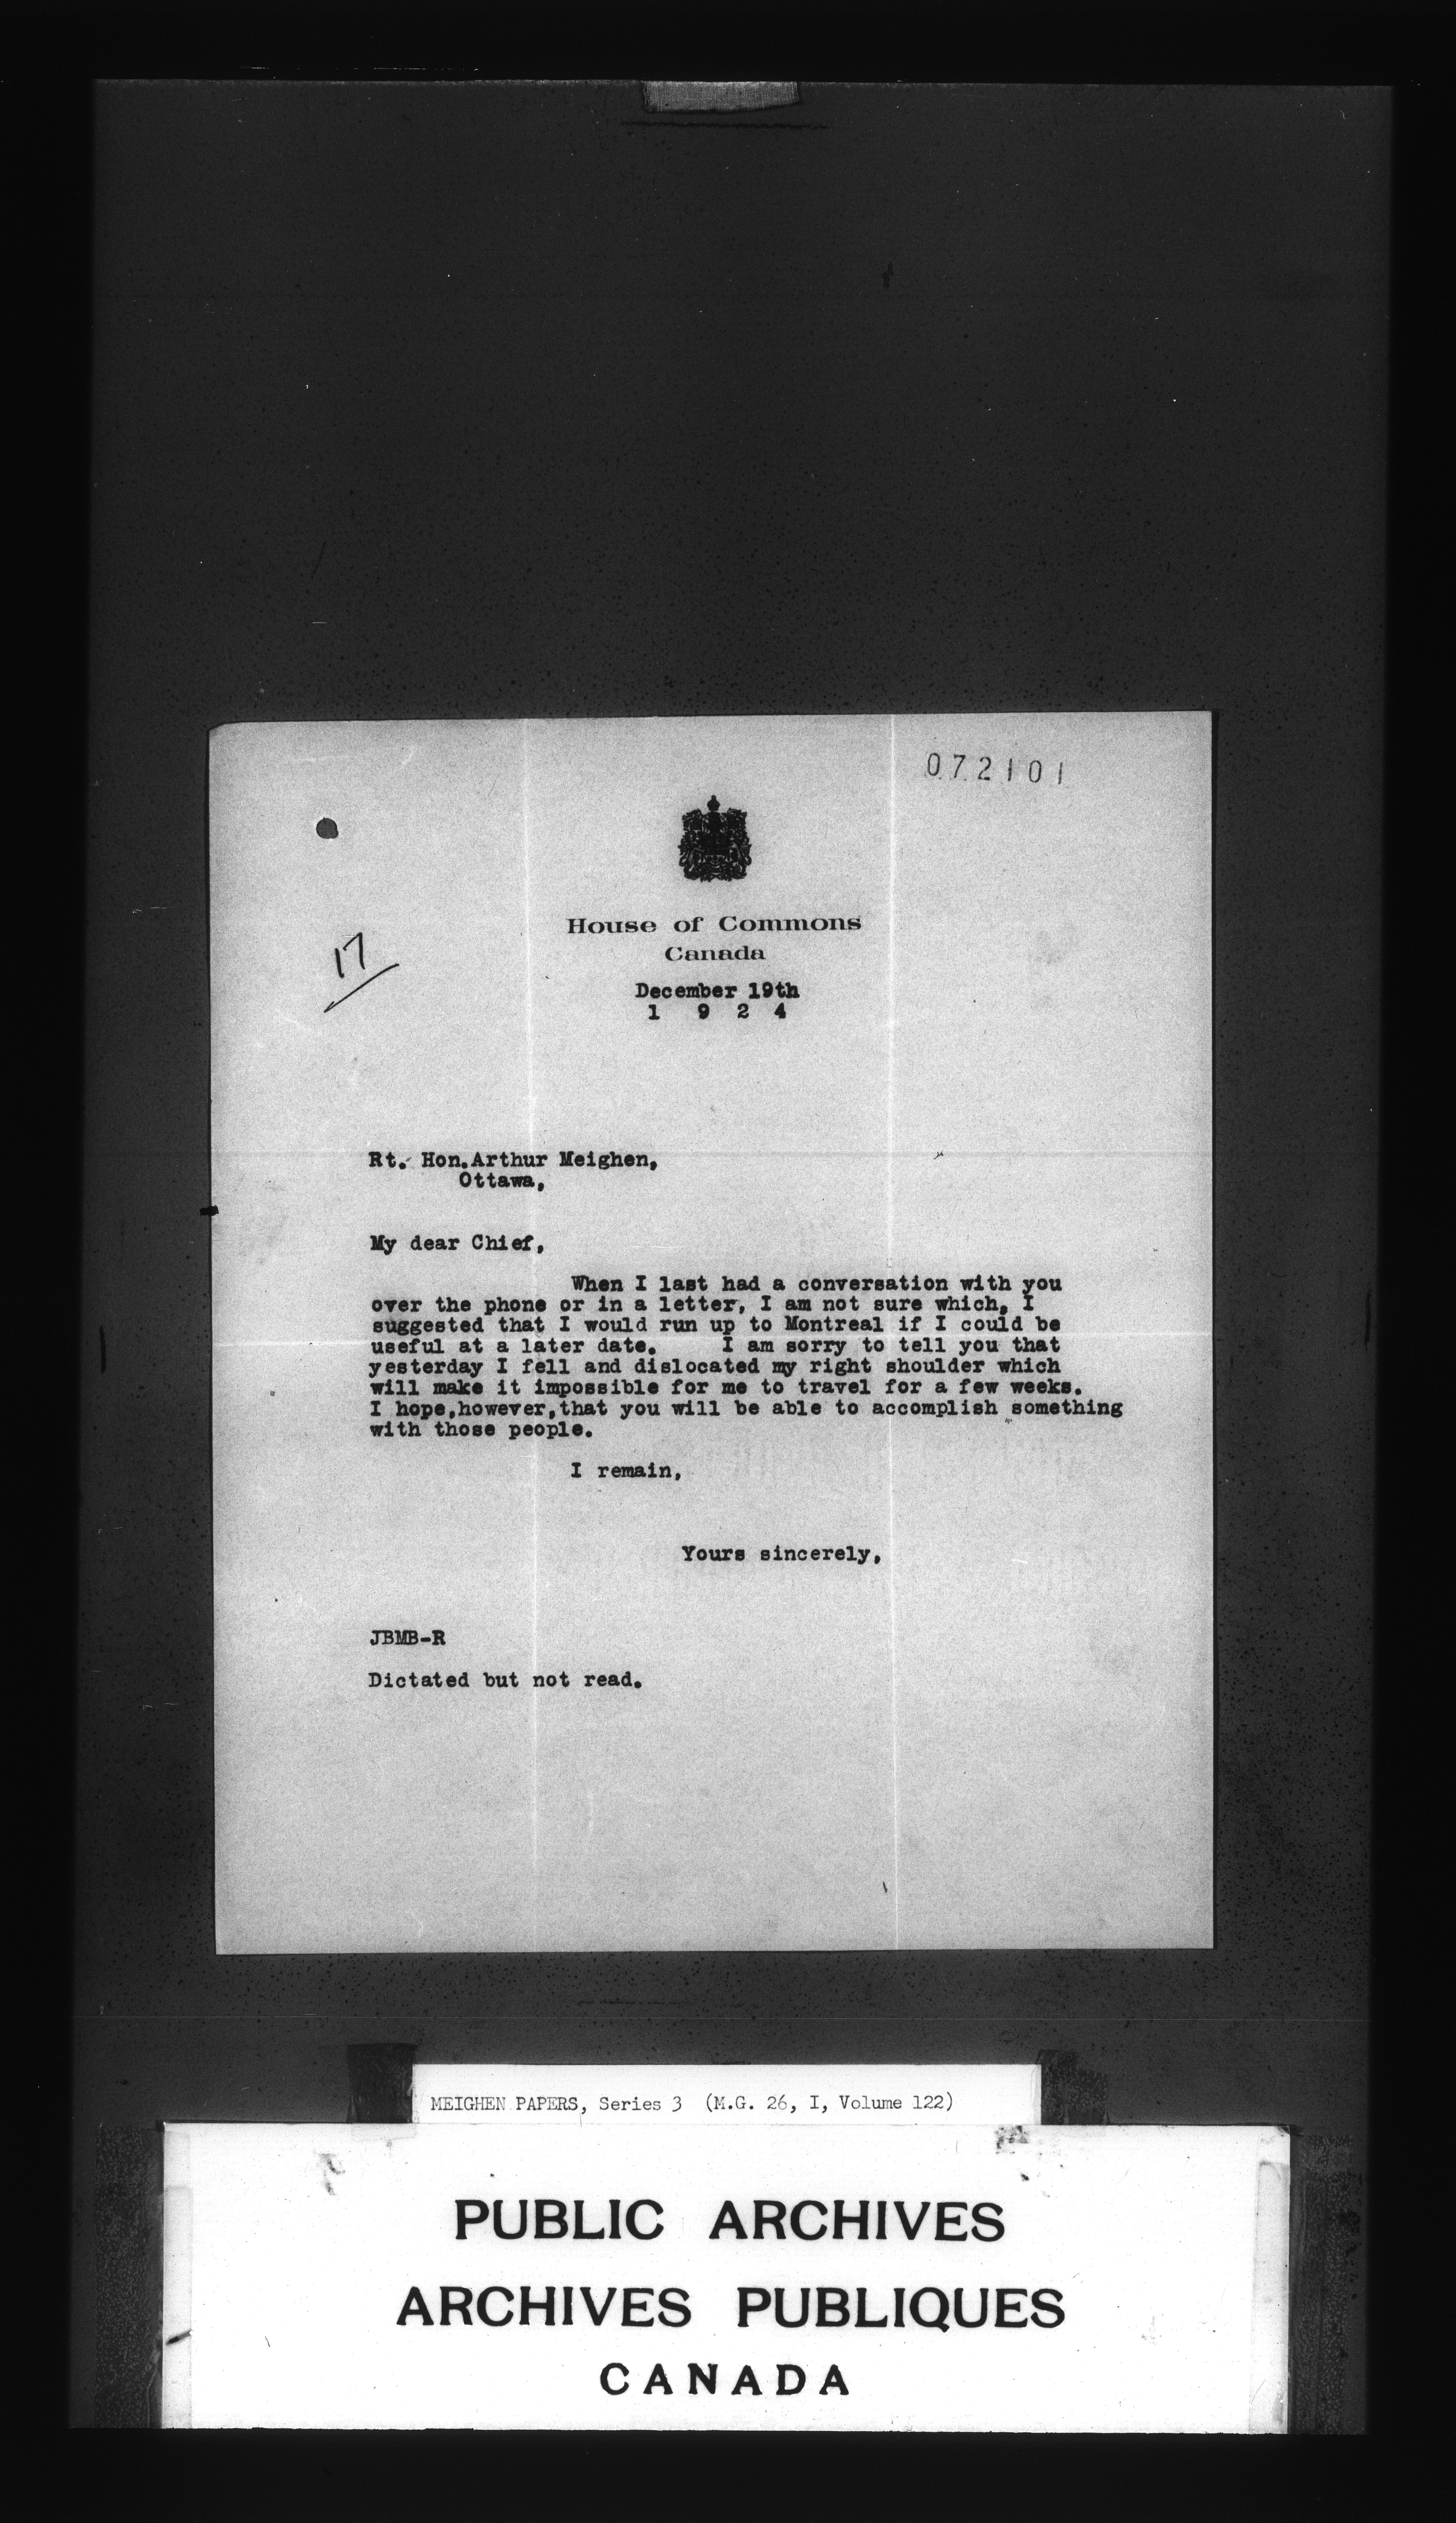 072101
House of Commons
Canada
17
December 19th
1 9 2 4
Rt. Hon.Arthur Meighen,
Ottawa,
My dear Chief,
When I last had a conversation with you
over the phone or in a letter, I am not sure which, I
suggested that I would run up to Montreal if I could be
useful at a later date. I am sorry to tell you that
yesterday I fell and dislocated my right shoulder which
will make it impossible for me to travel for a few weeks.
I hope,however,that you will be able to accomplish something
with those people.
I remain,
Yours sincerely,
JBMB-R
Dictated but not read.
MEIGHEN PAPERS, Series 3 (M.G. 26, I, Volume 122)
PUBLIC ARCHIVES
ARCHIVES PUBLIQUES
CANADA